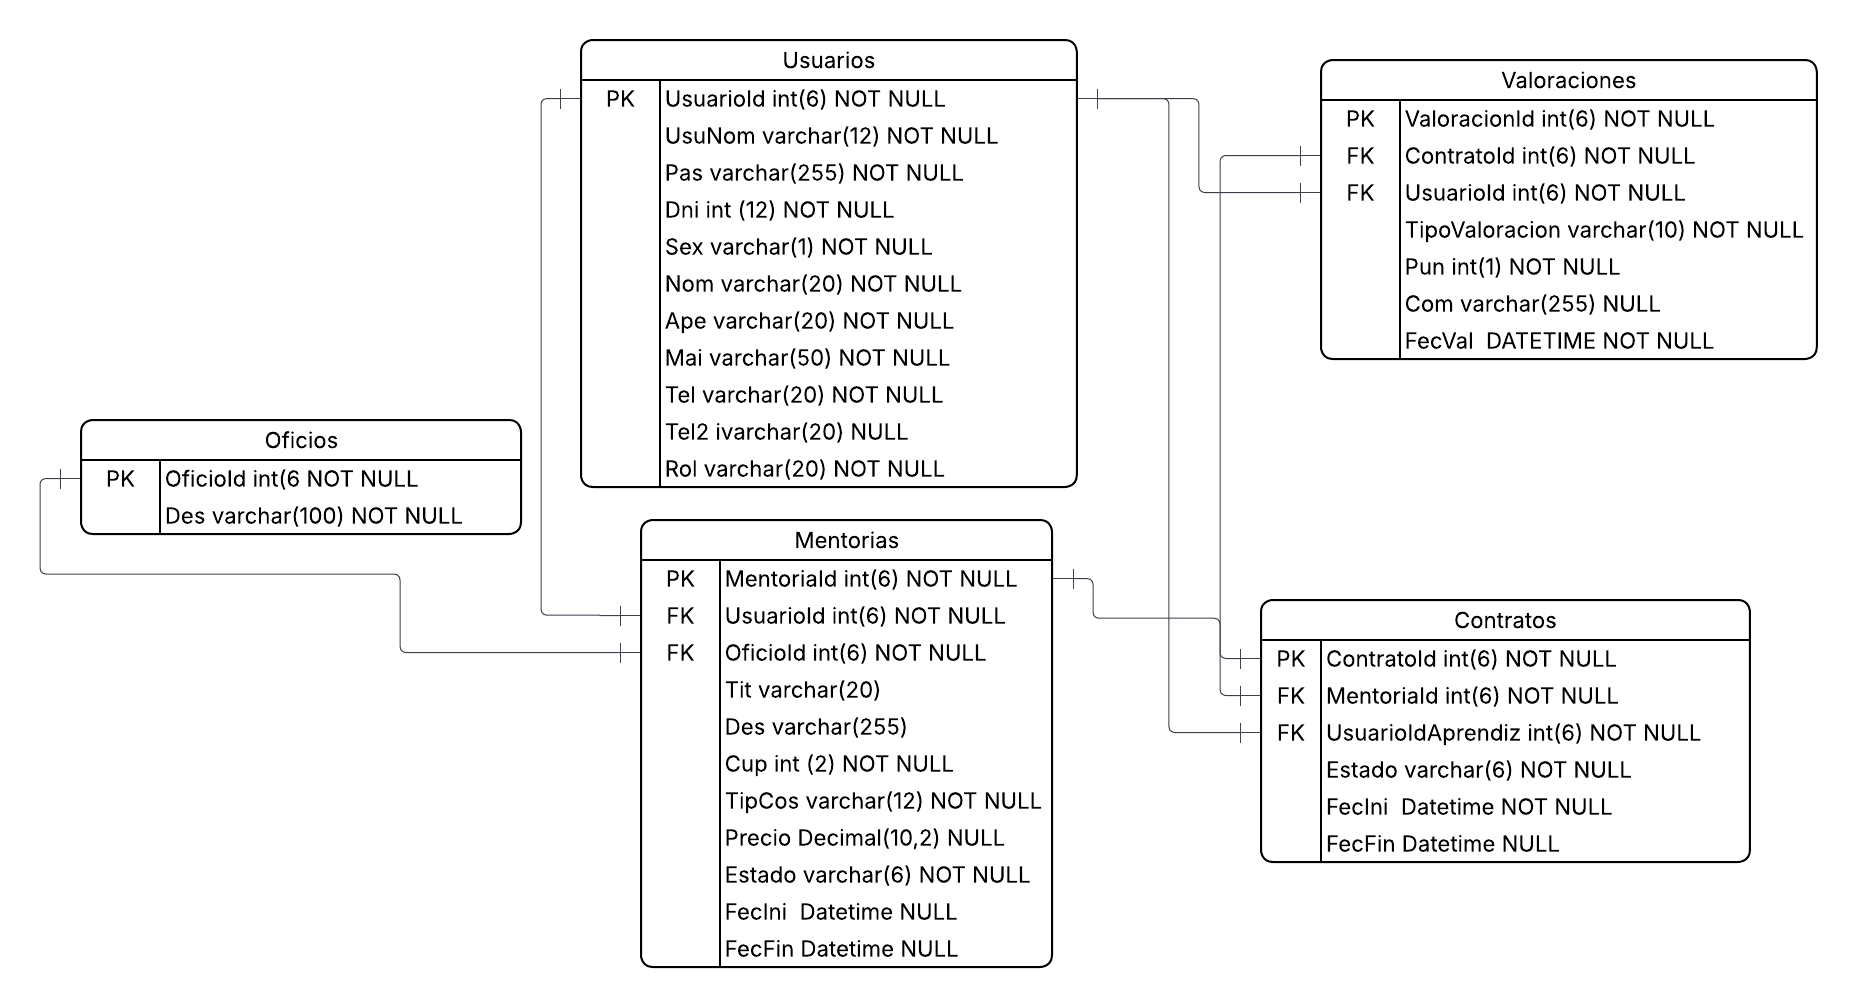 Usuarios
PK UsuarioId int(6) NOT NULL
UsuNom varchar(12) NOT NULL
Pas varchar(255) NOT NULL
Dni int (12) NOT NULL
Sex varchar(1) NOT NULL
Nom varchar(20) NOT NULL
Ape varchar(20) NOT NULL
Mai varchar(50) NOT NULL
Tel varchar(20) NOT NULL
Tel2 ivarchar(20) NULL
Rol varchar(20) NOT NULL
Valoraciones
PK ValoracionId int(6) NOT NULL
FK ContratoId int(6) NOT NULL
FK UsuarioId int(6) NOT NULL
TipoValoracion varchar(10) NOT NULL
Pun int(1) NOT NULL
Com varchar(255) NULL
FecVal  DATETIME NOT NULL
Oficios
PK OficioId int(6 NOT NULL
Des varchar(100) NOT NULL
Mentorias
PK MentoriaId int(6) NOT NULL
FK UsuarioId int(6) NOT NULL
FK OficioId int(6) NOT NULL
Tit varchar(20)
Des varchar(255)
Cup int (2) NOT NULL
TipCos varchar(12) NOT NULL
Precio Decimal(10,2) NULL
Estado varchar(6) NOT NULL
FecIni  Datetime NULL
FecFin Datetime NULL
Contratos
PK ContratoId int(6) NOT NULL
FK MentoriaId int(6) NOT NULL
FK UsuarioIdAprendiz int(6) NOT NULL
Estado varchar(6) NOT NULL
FecIni  Datetime NOT NULL
FecFin Datetime NULL